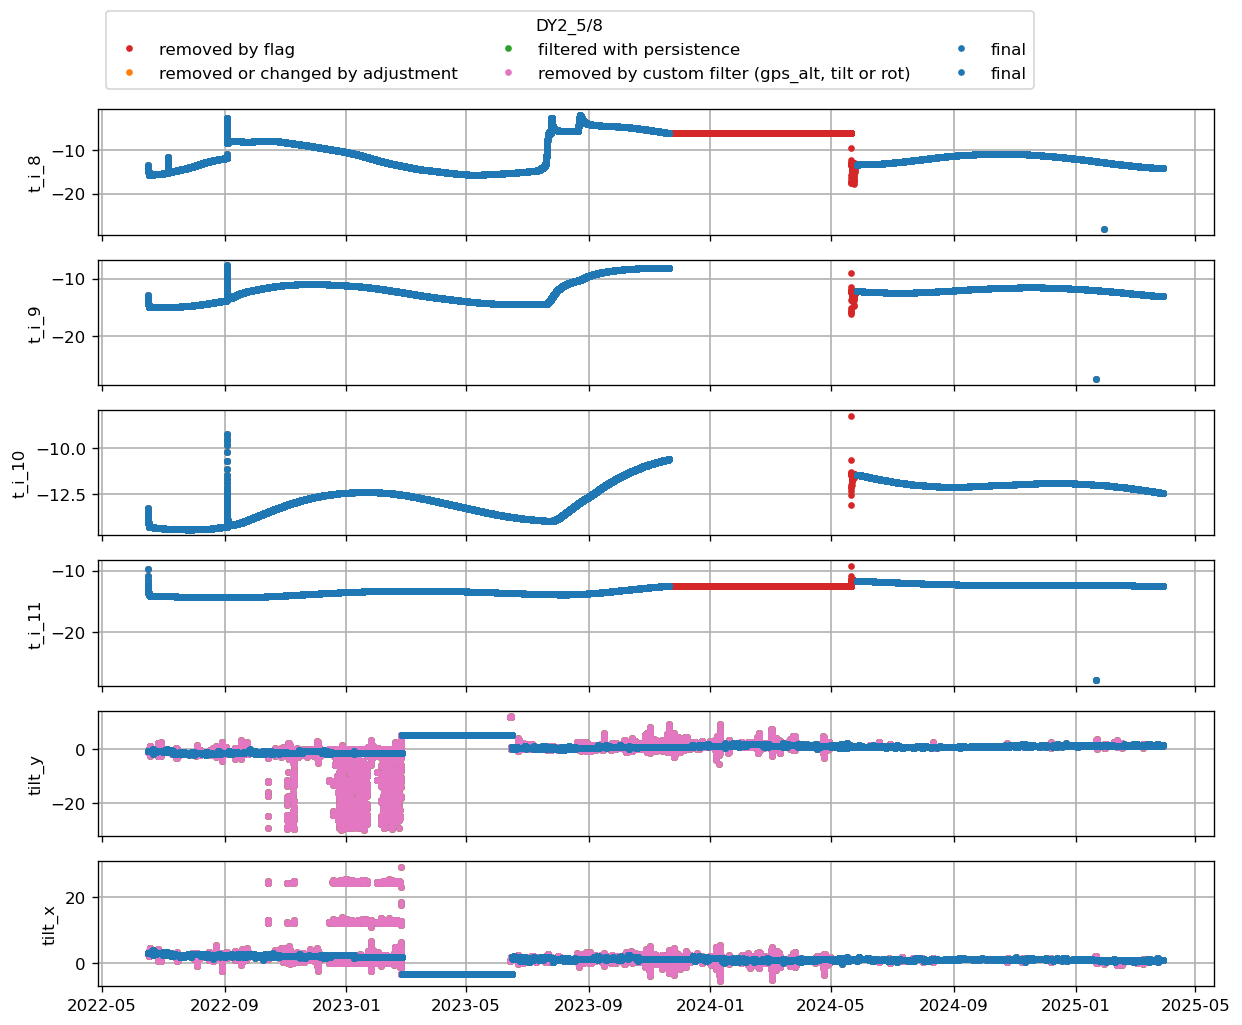 DY2_5/8
removed by flag
filtered with persistence
final
removed or changed by adjustment
removed by custom filter (gps_alt, tilt or rot)
final
−10
−20
t_i_8
−10
−20
t_i_9
−10.0
−12.5
t_i_10
−10
−20
t_i_11
0
−20
tilt_y
20
0
tilt_x
2022-05
2022-09
2023-01
2023-05
2023-09
2024-01
2024-05
2024-09
2025-01
2025-05